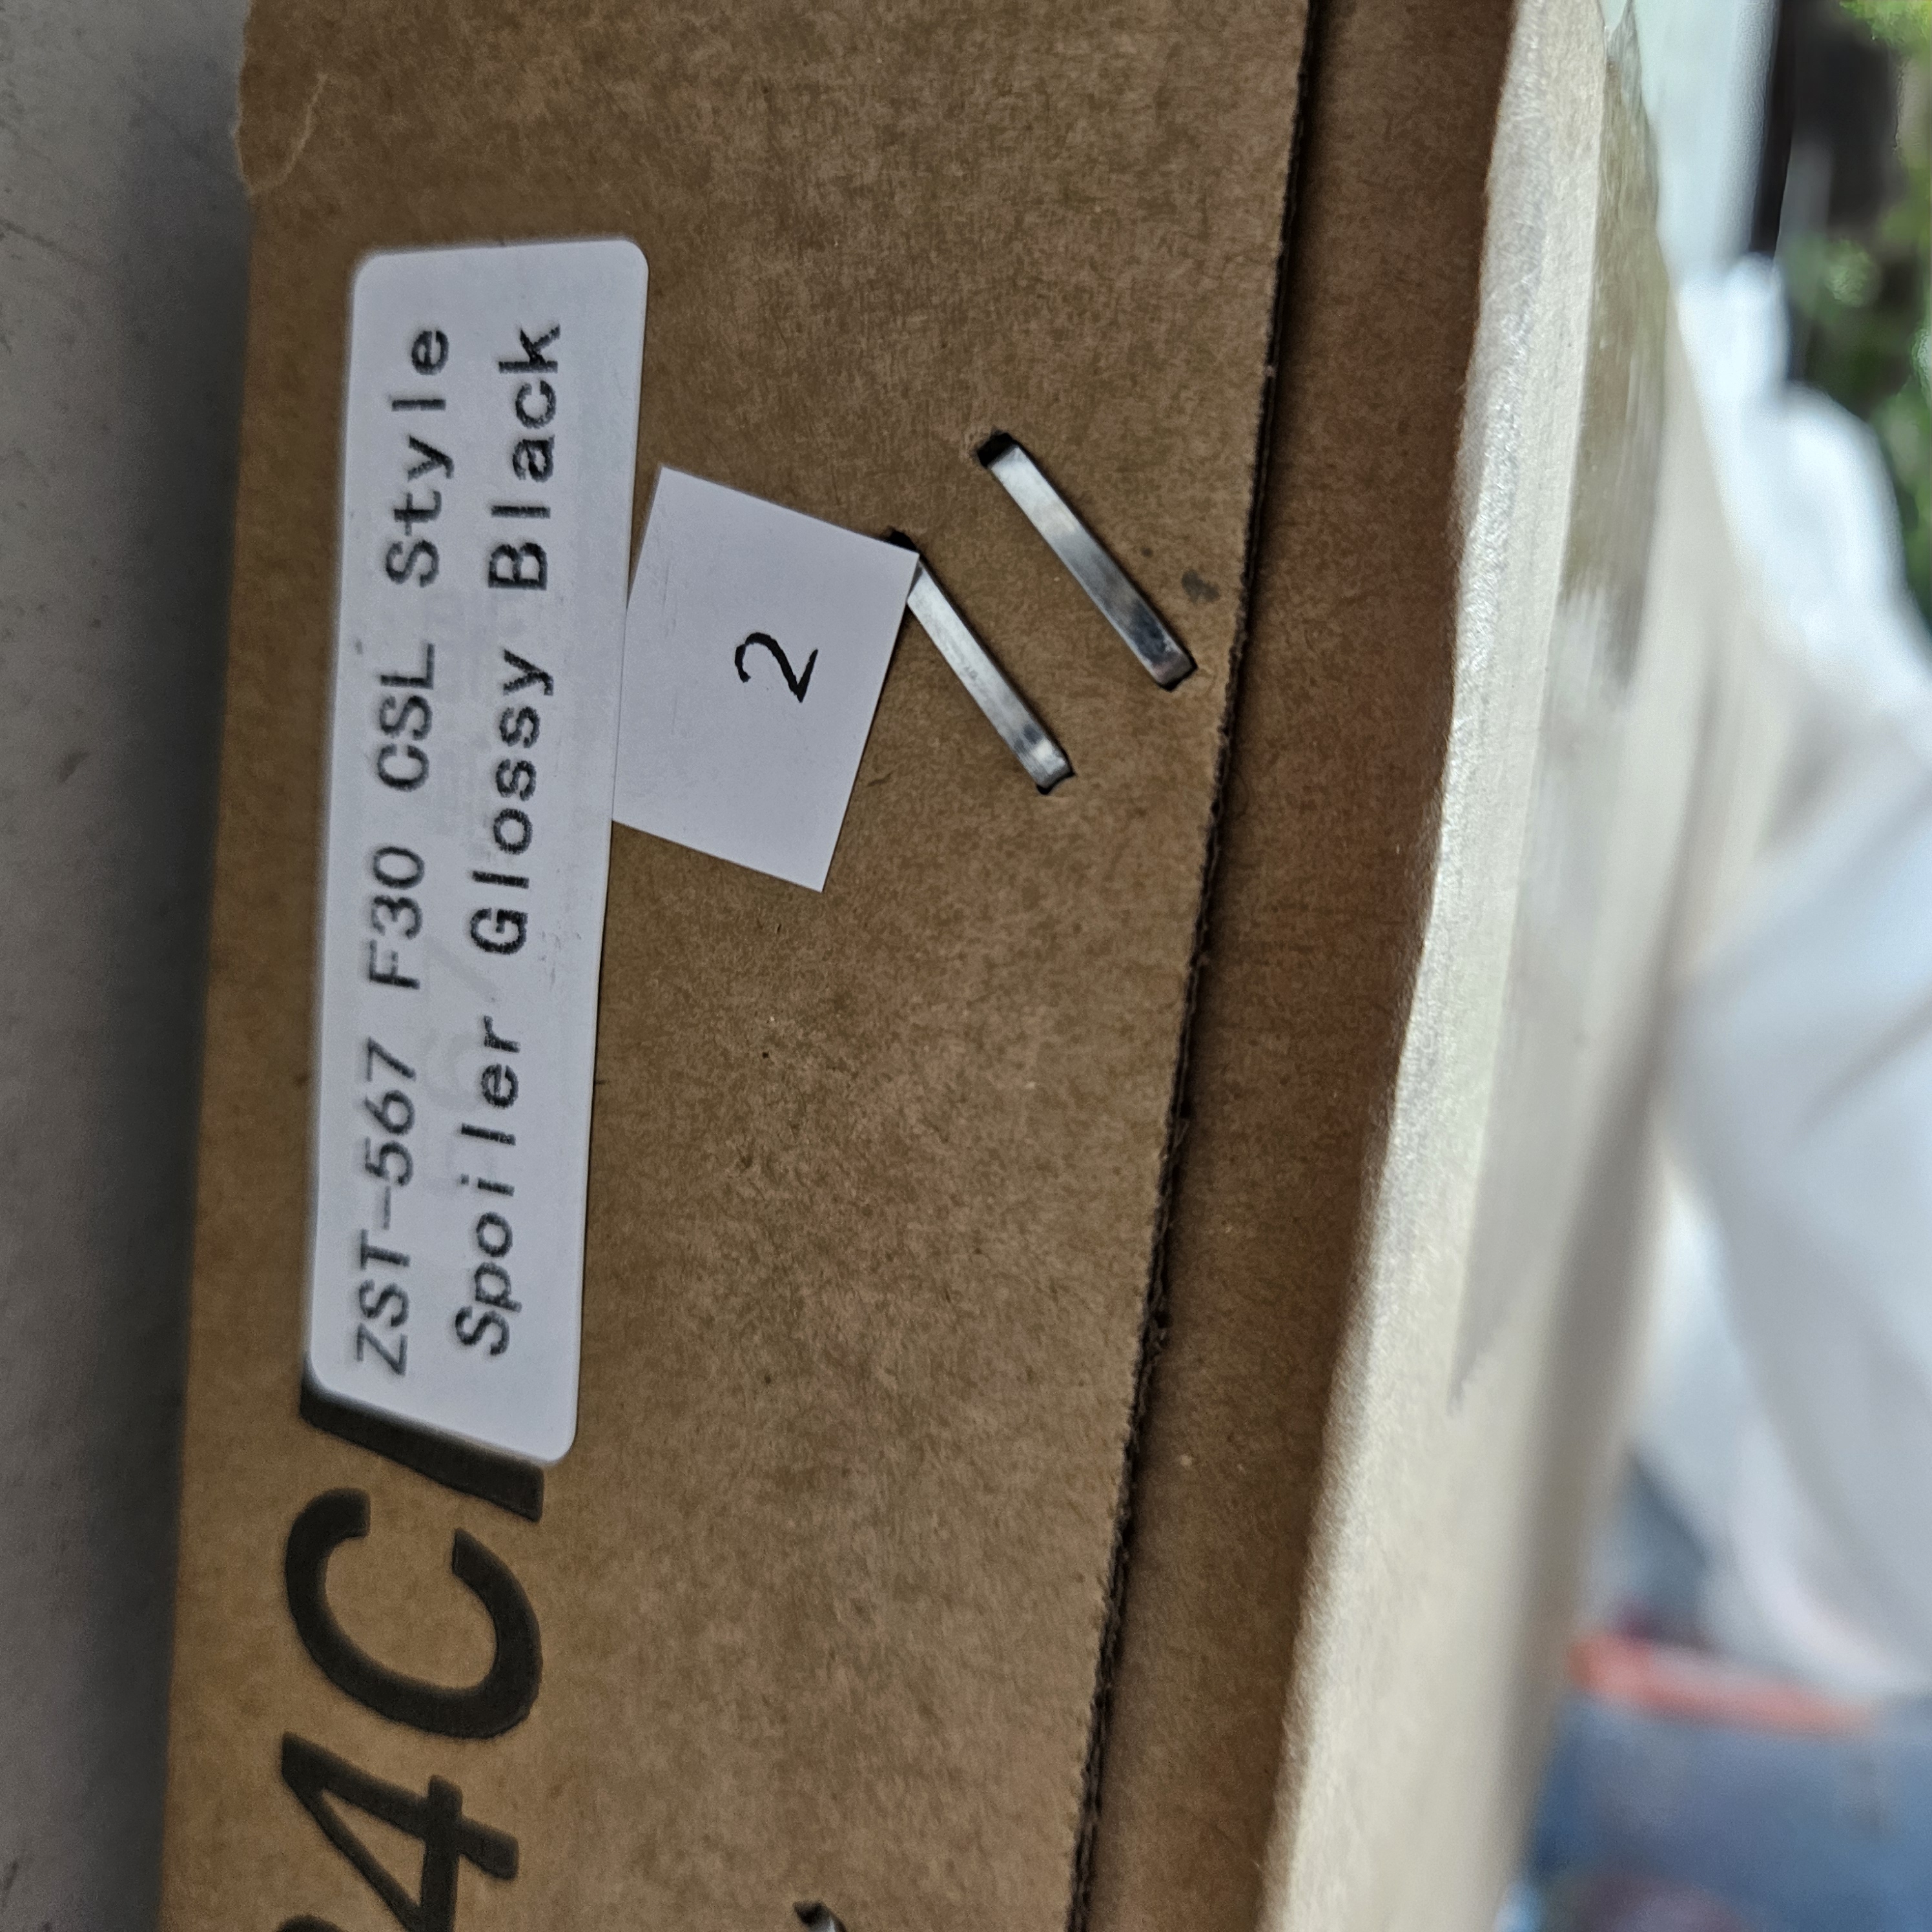 ZST-567 F30 CSL Style
Spoiler Glossy Black
2
4C